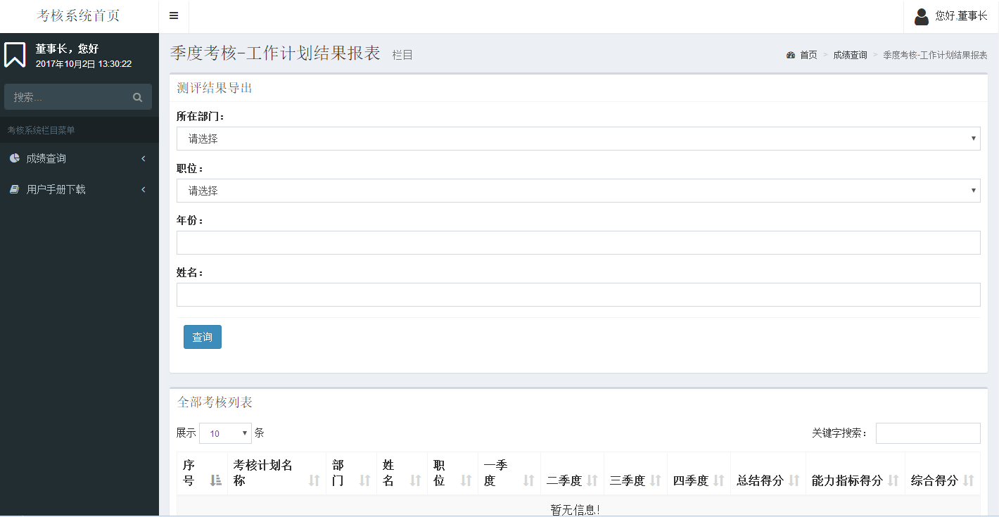 考核系统首页
您好,董事长
董事长，您好
2017年10月2日 13:30:22
搜索...
考核系统栏目菜单
成绩查询
用户手册下载
季度考核-工作计划结果报表 栏目
首页 > 成绩查询 > 季度考核-工作计划结果报表
测评结果导出
所在部门：
请选择
职位：
请选择
年份：
姓名：
查询
全部考核列表
展示 10 条
关键字搜索：
序号 考核计划名称 部门 姓名 职位 一季度 二季度 三季度 四季度 总结得分 能力指标得分 综合得分
暂无信息！